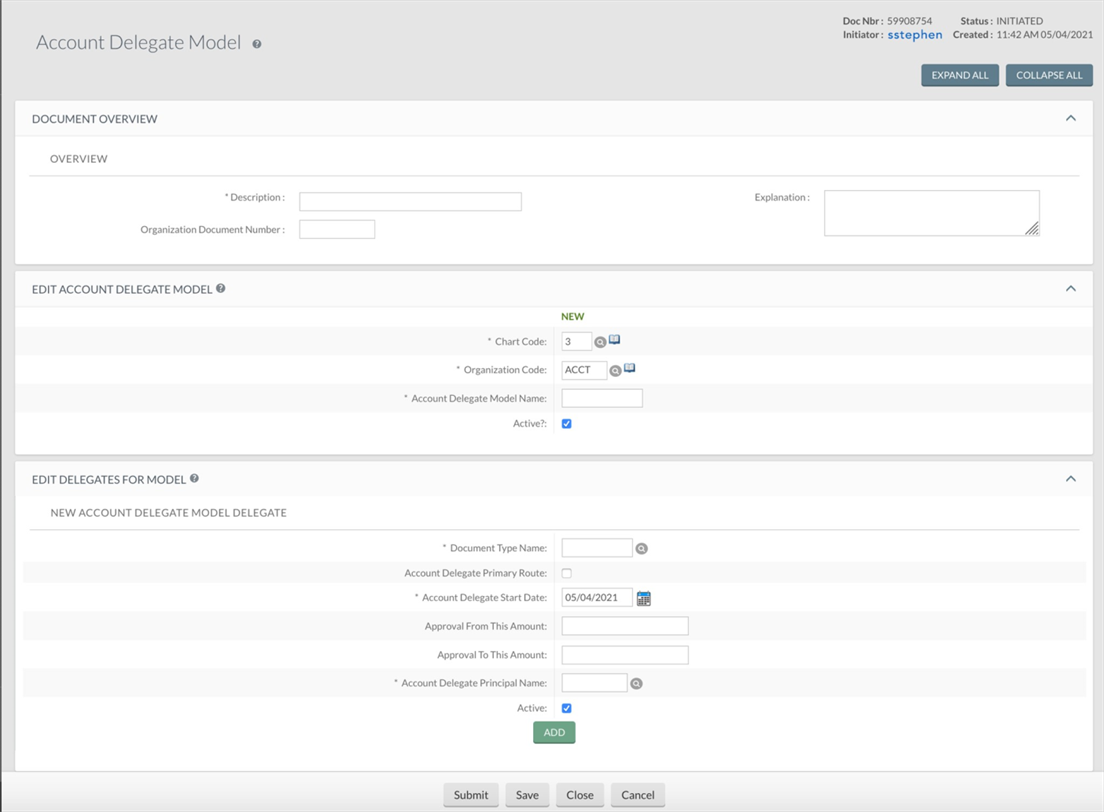 Account Delegate Model
Doc Nbr : 59908754 Status : INITIATED
Initiator : sstephen Created : 11:42 AM 05/04/2021
EXPAND ALL COLLAPSE ALL
DOCUMENT OVERVIEW
OVERVIEW
* Description : Explanation :
Organization Document Number :
EDIT ACCOUNT DELEGATE MODEL
NEW
* Chart Code: 3
* Organization Code: ACCT
* Account Delegate Model Name:
Active?:
EDIT DELEGATES FOR MODEL
NEW ACCOUNT DELEGATE MODEL DELEGATE
* Document Type Name:
Account Delegate Primary Route:
* Account Delegate Start Date: 05/04/2021
Approval From This Amount:
Approval To This Amount:
* Account Delegate Principal Name:
Active:
ADD
Submit Save Close Cancel